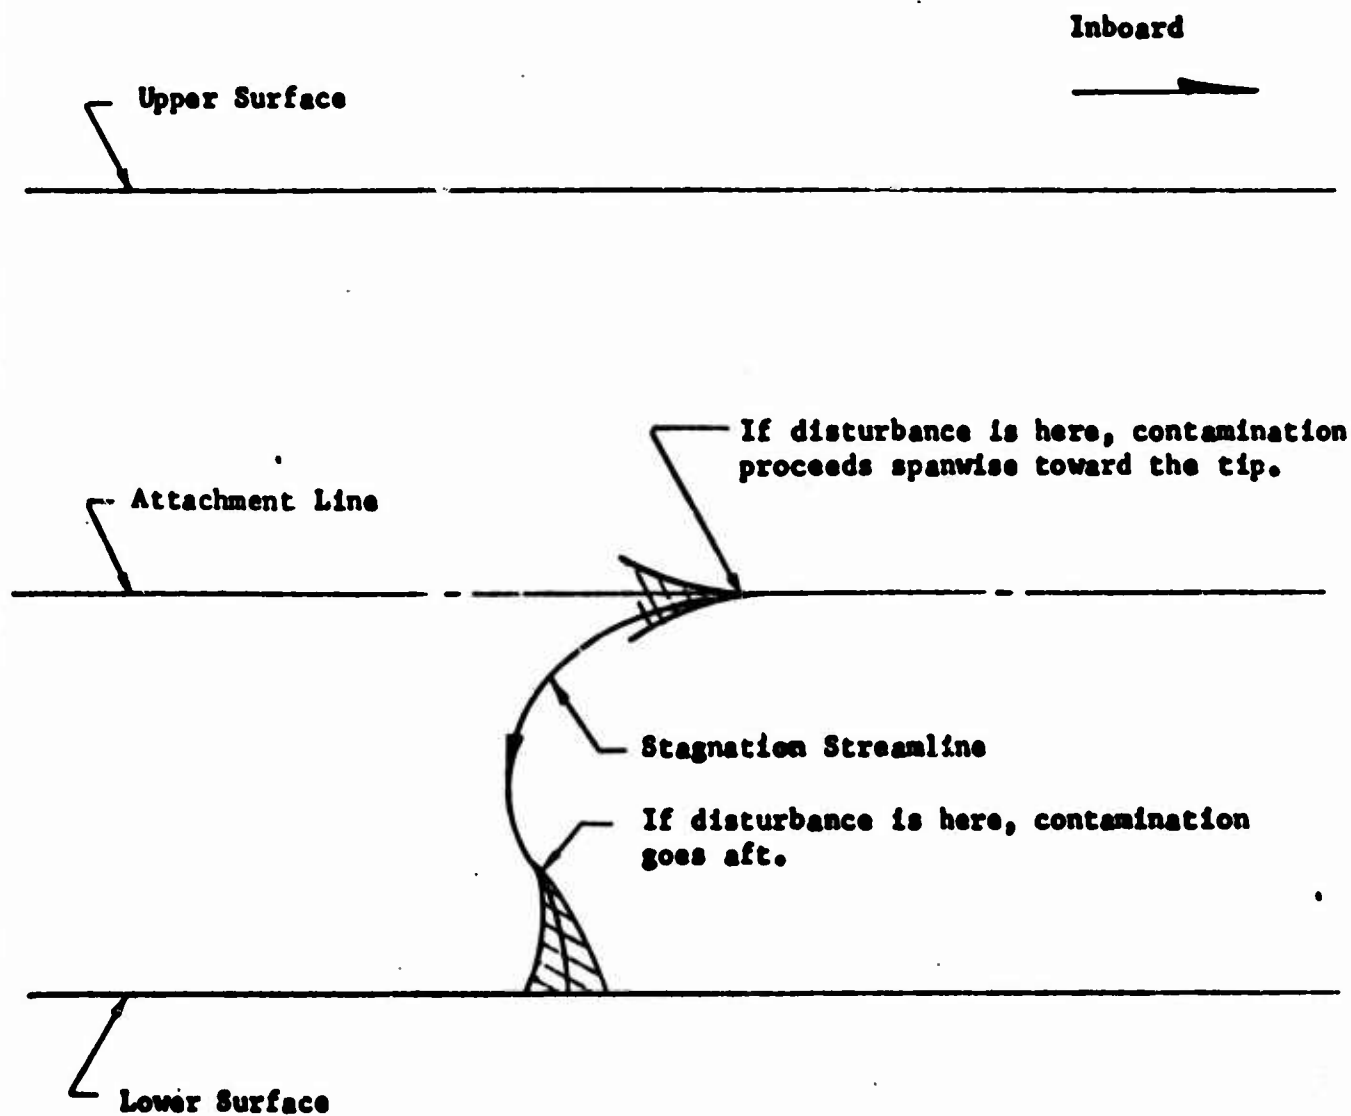 Inboard
Upper Surface
If disturbance is here, contamination
proceeds spanwise toward the tip.
Attachment Line
Stagnation Streamline
If disturbance is here, contamination
goes aft.
Lower Surface